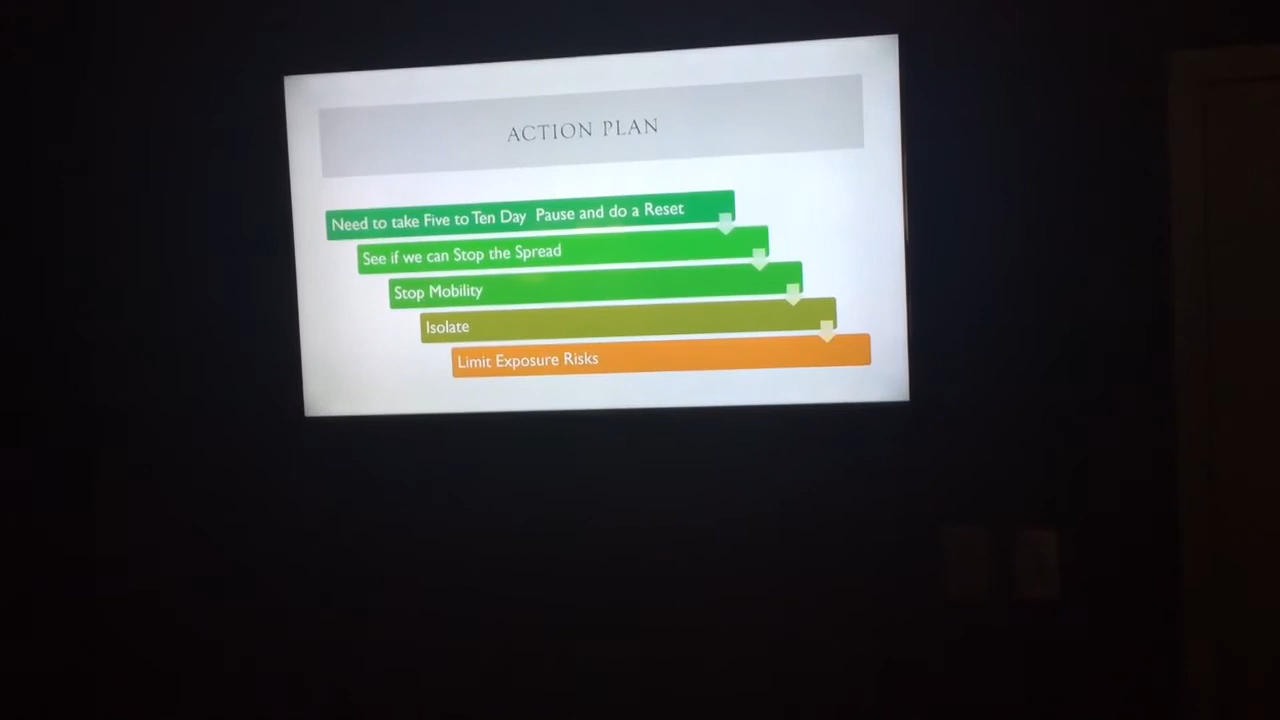 ACTION PLAN
Need to take Five to Ten Day Pause and do a Reset
See if we can Stop the Spread
Stop Mobility
Isolate
Limit Exposure Risks